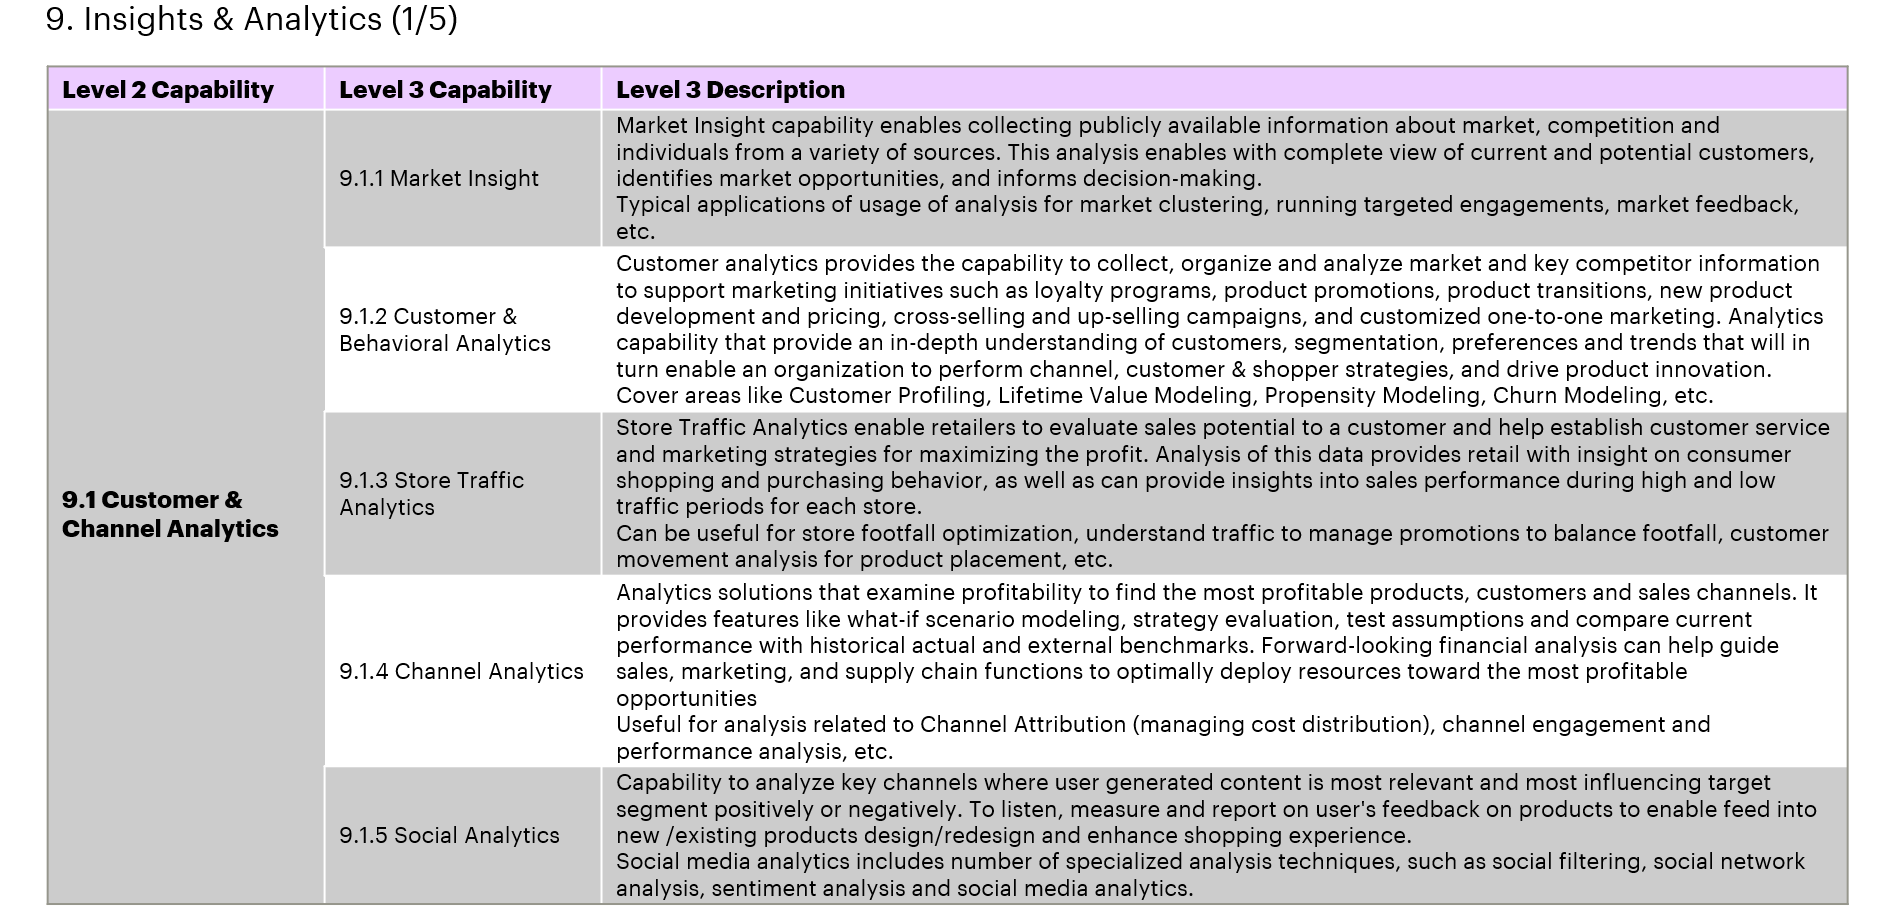 9. Insights & Analytics (1/5)
Level 2 Capability
Level 3 Capability
Level 3 Description
9.1 Customer &
Channel Analytics
9.1.1 Market Insight
Market Insight capability enables collecting publicly available information about market, competition and
individuals from a variety of sources. This analysis enables with complete view of current and potential customers,
identifies market opportunities, and informs decision-making.
Typical applications of usage of analysis for market clustering, running targeted engagements, market feedback,
etc.
9.1.2 Customer &
Behavioral Analytics
Customer analytics provides the capability to collect, organize and analyze market and key competitor information
to support marketing initiatives such as loyalty programs, product promotions, product transitions, new product
development and pricing, cross-selling and up-selling campaigns, and customized one-to-one marketing. Analytics
capability that provide an in-depth understanding of customers, segmentation, preferences and trends that will in
turn enable an organization to perform channel, customer & shopper strategies, and drive product innovation.
Cover areas like Customer Profiling, Lifetime Value Modeling, Propensity Modeling, Churn Modeling, etc.
9.1.3 Store Traffic
Analytics
Store Traffic Analytics enable retailers to evaluate sales potential to a customer and help establish customer service
and marketing strategies for maximizing the profit. Analysis of this data provides retail with insight on consumer
shopping and purchasing behavior, as well as can provide insights into sales performance during high and low
traffic periods for each store.
Can be useful for store footfall optimization, understand traffic to manage promotions to balance footfall, customer
movement analysis for product placement, etc.
9.1.4 Channel Analytics
Analytics solutions that examine profitability to find the most profitable products, customers and sales channels. It
provides features like what-if scenario modeling, strategy evaluation, test assumptions and compare current
performance with historical actual and external benchmarks. Forward-looking financial analysis can help guide
sales, marketing, and supply chain functions to optimally deploy resources toward the most profitable
opportunities
Useful for analysis related to Channel Attribution (managing cost distribution), channel engagement and
performance analysis, etc.
9.1.5 Social Analytics
Capability to analyze key channels where user generated content is most relevant and most influencing target
segment positively or negatively. To listen, measure and report on user's feedback on products to enable feed into
new /existing products design/redesign and enhance shopping experience.
Social media analytics includes number of specialized analysis techniques, such as social filtering, social network
analysis, sentiment analysis and social media analytics.